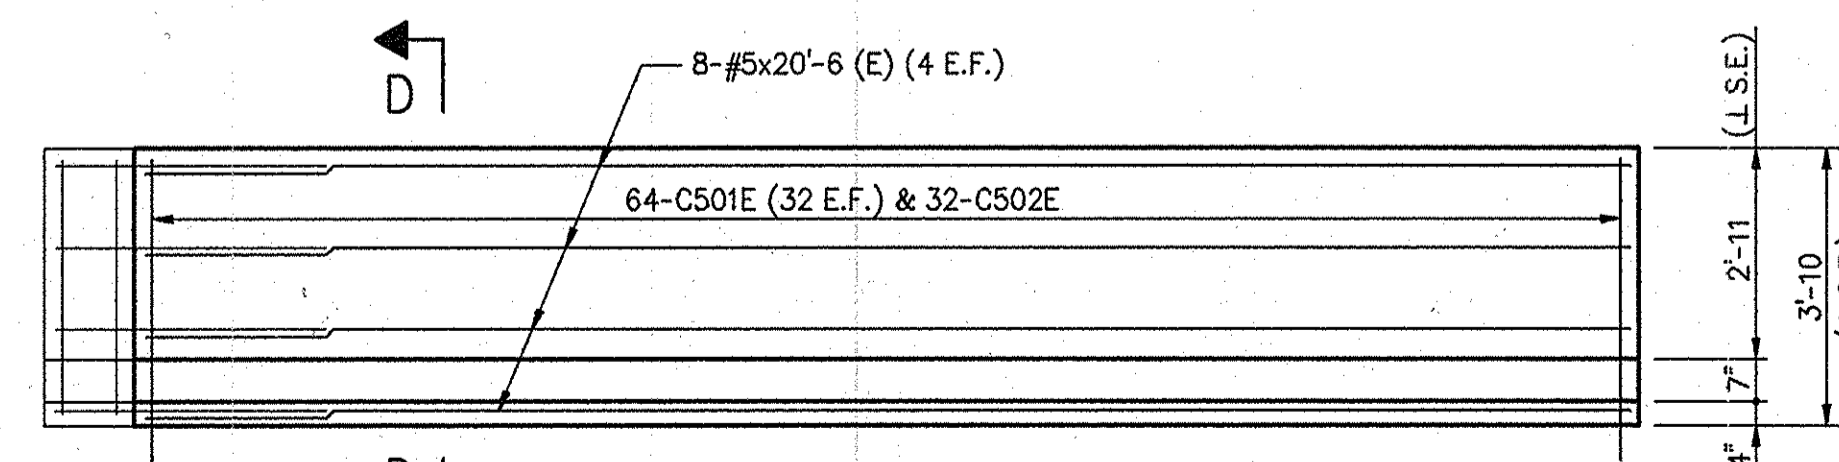 8-#5x20'-6 (E) (4 E.F.)
D
64-C501E (32 E.F.) & 32-C502E
(⊥ S.E.)
2'-11
3'-10
7"
4"